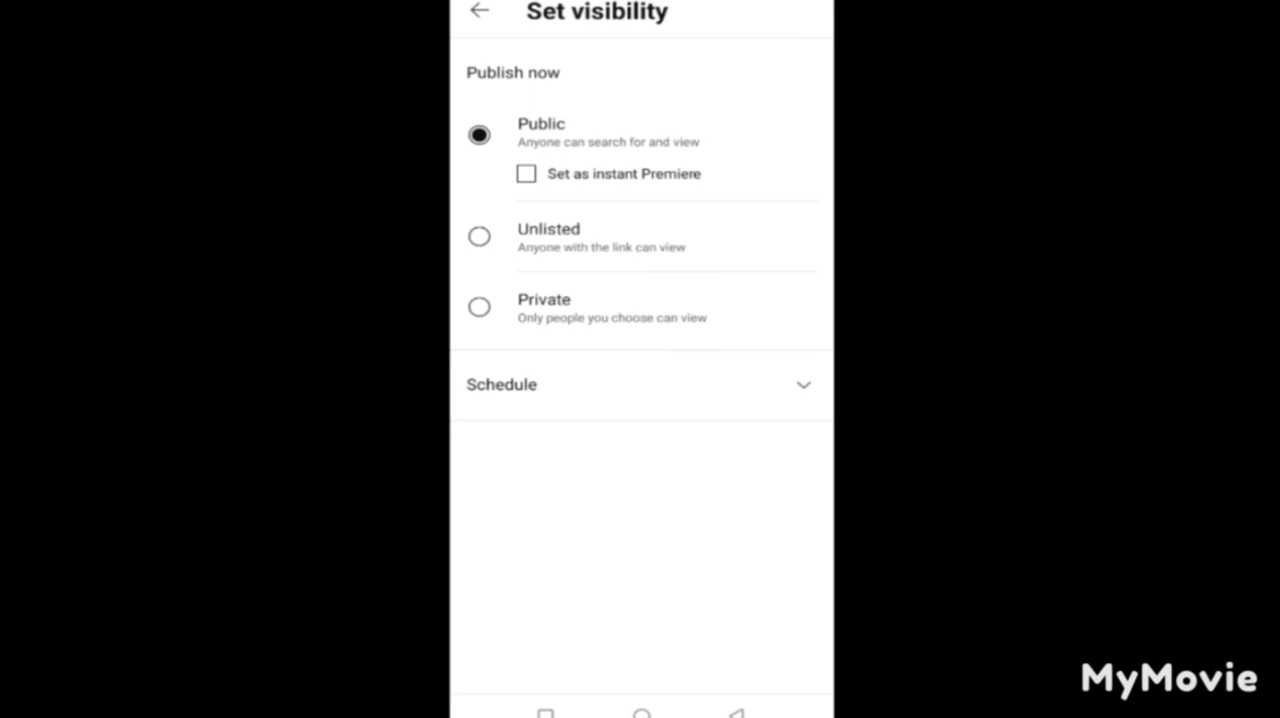 Set visibility
Publish now
Public
Anyone can search for and view
Set as instant Premiere
Unlisted
Anyone with the link can view
Private
Only people you choose can view
Schedule
MyMovie